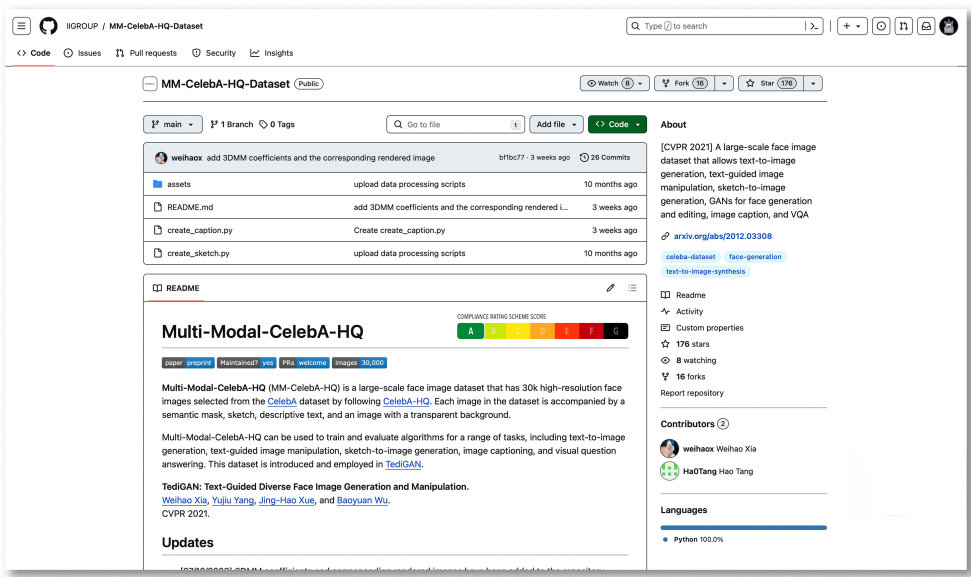 IIGROUP / MM-CelebA-HQ-Dataset
Type / to search
Code Issues Pull requests Security Insights
MM-CelebA-HQ-Dataset Public
Watch 8 Fork 16 Star 176
main 1 Branch 0 Tags Go to file t Add file Code
weihaox add 3DMM coefficients and the corresponding rendered image bf1bc77 · 3 weeks ago 26 Commits
assets upload data processing scripts 10 months ago
README.md add 3DMM coefficients and the corresponding rendered i... 3 weeks ago
create_caption.py Create create_caption.py 3 weeks ago
create_sketch.py upload data processing scripts 10 months ago
README
Multi-Modal-CelebA-HQ
COMPLIANCE RATING SCHEME SCORE
A B C D E F G
paper preprint Maintained? yes PRs welcome images 30,000
Multi-Modal-CelebA-HQ (MM-CelebA-HQ) is a large-scale face image dataset that has 30k high-resolution face
images selected from the CelebA dataset by following CelebA-HQ. Each image in the dataset is accompanied by a
semantic mask, sketch, descriptive text, and an image with a transparent background.
Multi-Modal-CelebA-HQ can be used to train and evaluate algorithms for a range of tasks, including text-to-image
generation, text-guided image manipulation, sketch-to-image generation, image captioning, and visual question
answering. This dataset is introduced and employed in TediGAN.
TediGAN: Text-Guided Diverse Face Image Generation and Manipulation.
Weihao Xia, Yujiu Yang, Jing-Hao Xue, and Baoyuan Wu.
CVPR 2021.
Updates
About
[CVPR 2021] A large-scale face image
dataset that allows text-to-image
generation, text-guided image
manipulation, sketch-to-image
generation, GANs for face generation
and editing, image caption, and VQA
arxiv.org/abs/2012.03308
celeba-dataset face-generation
text-to-image-synthesis
Readme
Activity
Custom properties
176 stars
8 watching
16 forks
Report repository
Contributors 2
weihaox Weihao Xia
Ha0Tang Hao Tang
Languages
Python 100.0%